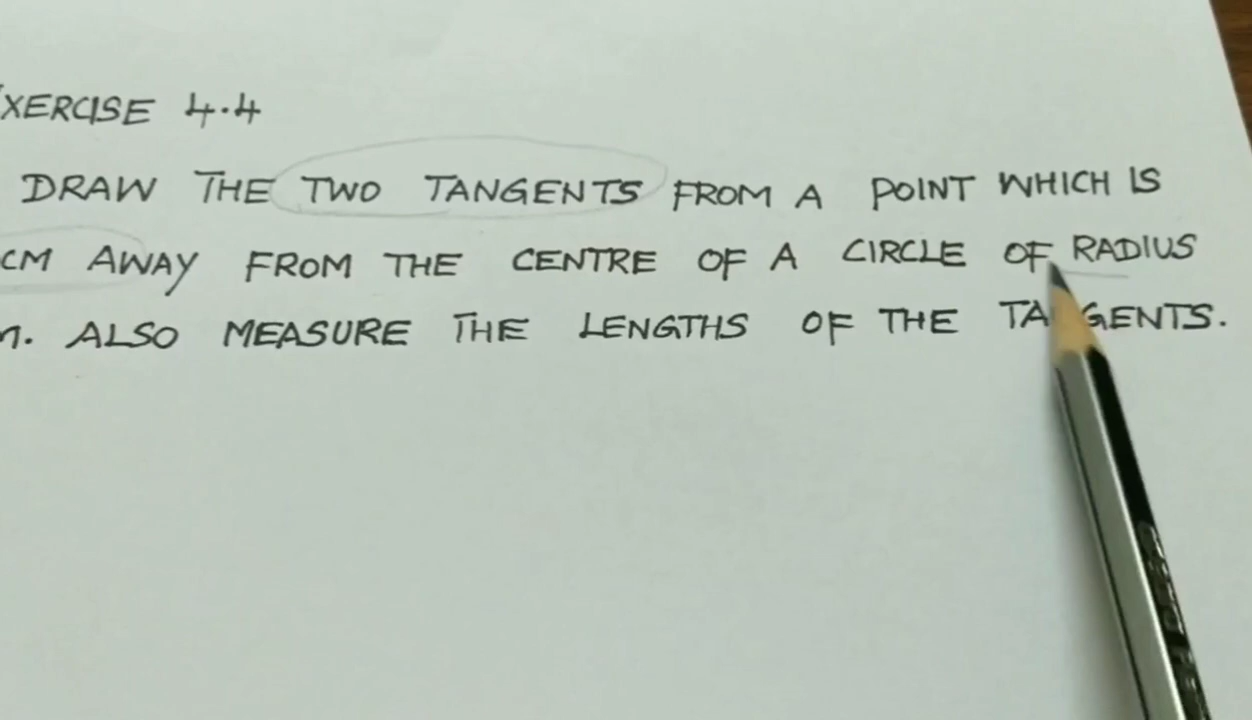 XERCISE 4.4
DRAW THE TWO TANGENTS FROM A POINT WHICH IS
CM AWAY FROM THE CENTRE OF A CIRCLE OF RADIUS
m. ALSO MEASURE THE LENGTHS OF THE TANGENTS.